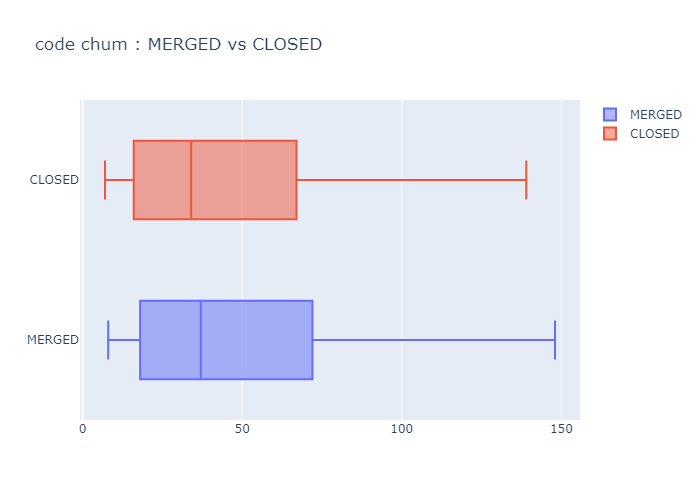 code chum : MERGED vs CLOSED
MERGED
CLOSED
CLOSED
MERGED
0 50 100 150